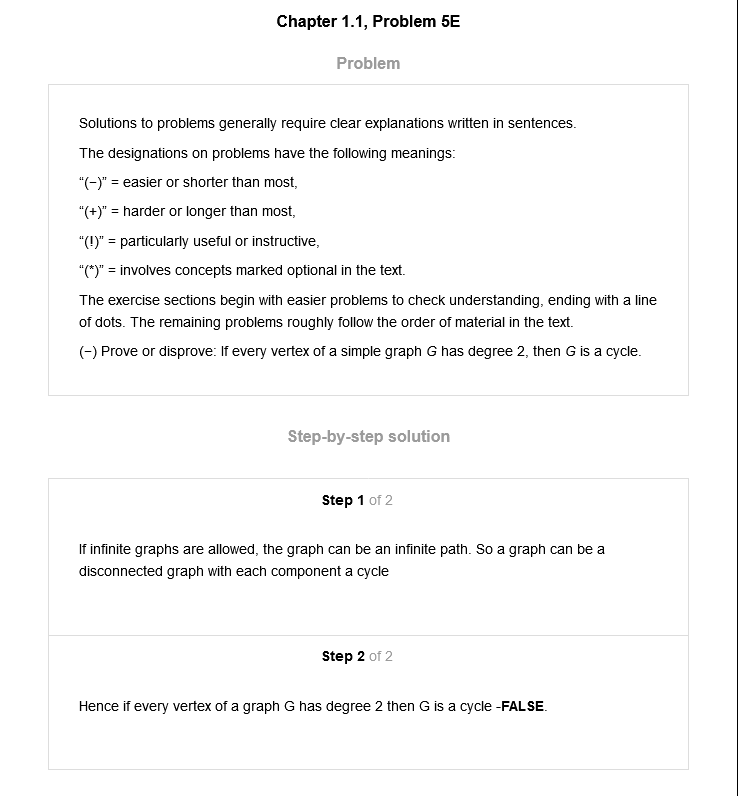 Chapter 1.1, Problem 5E
Problem
Solutions to problems generally require clear explanations written in sentences.
The designations on problems have the following meanings:
“(−)” = easier or shorter than most,
“(+)” = harder or longer than most,
“(!)” = particularly useful or instructive,
“(*)” = involves concepts marked optional in the text.
The exercise sections begin with easier problems to check understanding, ending with a line
of dots. The remaining problems roughly follow the order of material in the text.
(−) Prove or disprove: If every vertex of a simple graph G has degree 2, then G is a cycle.
Step-by-step solution
Step 1 of 2
If infinite graphs are allowed, the graph can be an infinite path. So a graph can be a
disconnected graph with each component a cycle
Step 2 of 2
Hence if every vertex of a graph G has degree 2 then G is a cycle -FALSE.